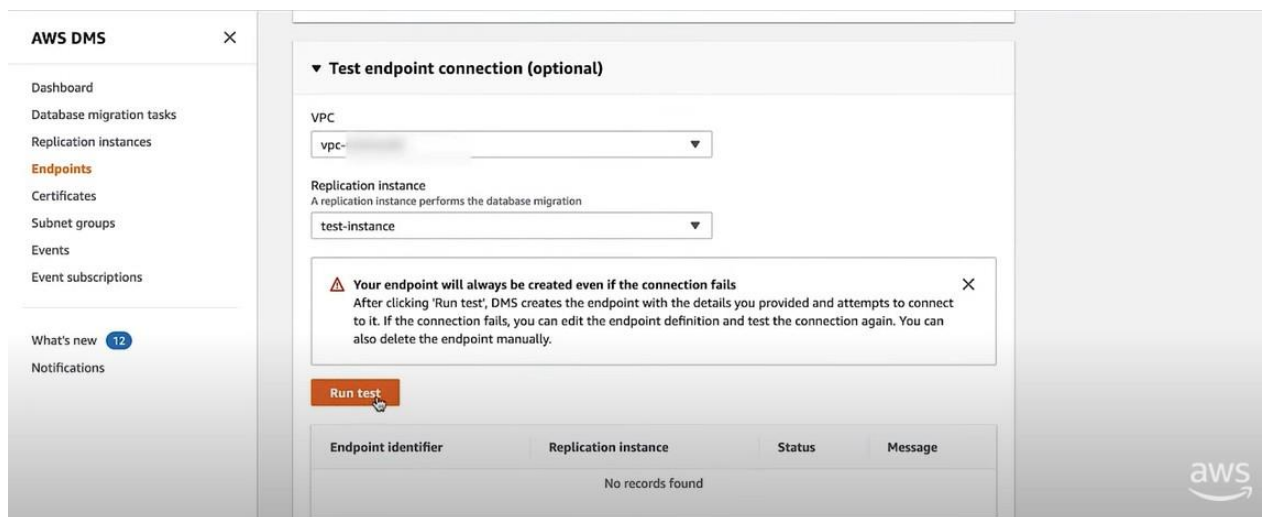 AWS DMS
Dashboard
Database migration tasks
Replication instances
Endpoints
Certificates
Subnet groups
Events
Event subscriptions
What's new 12
Notifications
Test endpoint connection (optional)
VPC
vpc-
Replication instance
A replication instance performs the database migration
test-instance
Your endpoint will always be created even if the connection fails
After clicking 'Run test', DMS creates the endpoint with the details you provided and attempts to connect
to it. If the connection fails, you can edit the endpoint definition and test the connection again. You can
also delete the endpoint manually.
Run test
Endpoint identifier Replication instance Status Message
No records found
aws